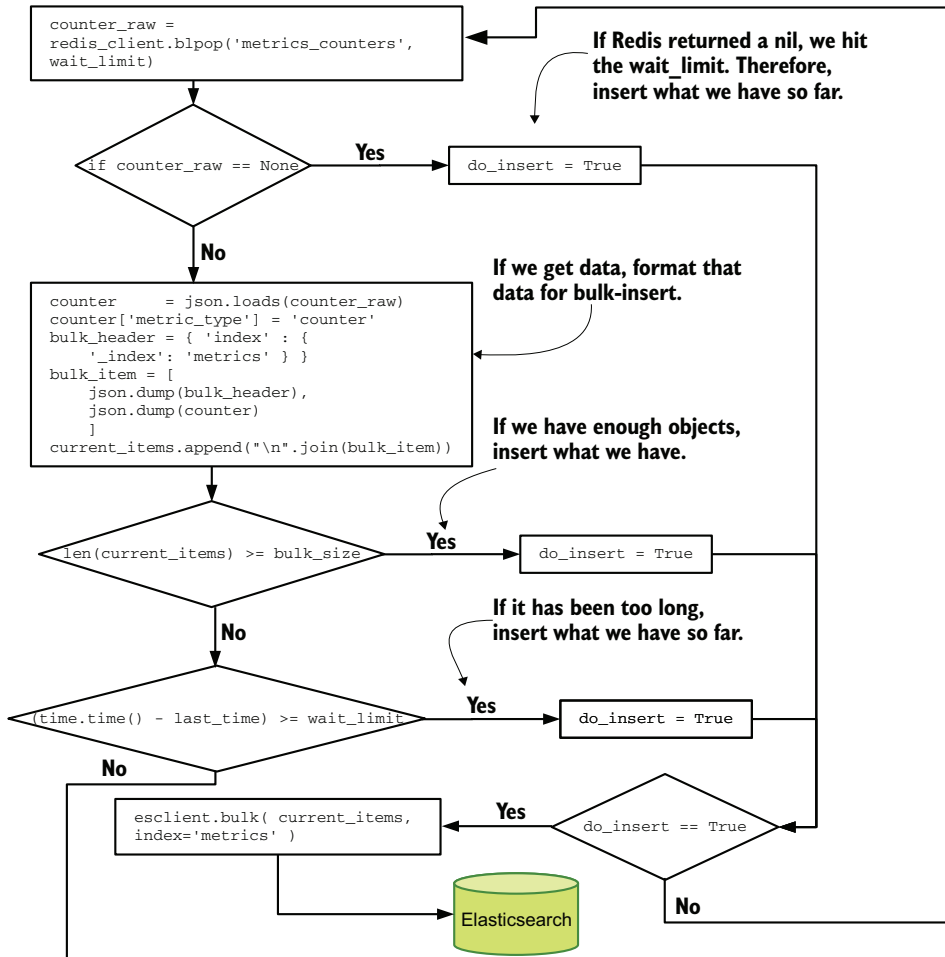 counter_raw =
redis_client.blpop('metrics_counters',
wait_limit)
If Redis returned a nil, we hit
the wait_limit. Therefore,
insert what we have so far.
if counter_raw == None
Yes
do_insert = True
No
If we get data, format that
data for bulk-insert.
counter     = json.loads(counter_raw)
counter['metric_type'] = 'counter'
bulk_header = { 'index' : {
    '_index': 'metrics' } }
bulk_item = [
    json.dump(bulk_header),
    json.dump(counter)
    ]
current_items.append("\n".join(bulk_item))
If we have enough objects,
insert what we have.
len(current_items) >= bulk_size
Yes
do_insert = True
No
If it has been too long,
insert what we have so far.
(time.time() - last_time) >= wait_limit
Yes
do_insert = True
No
esclient.bulk( current_items,
index='metrics' )
Yes
do_insert == True
No
Elasticsearch